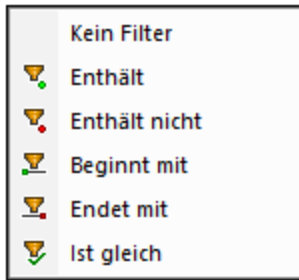 Kein Filter
Enthält
Enthält nicht
Beginnt mit
Endet mit
Ist gleich